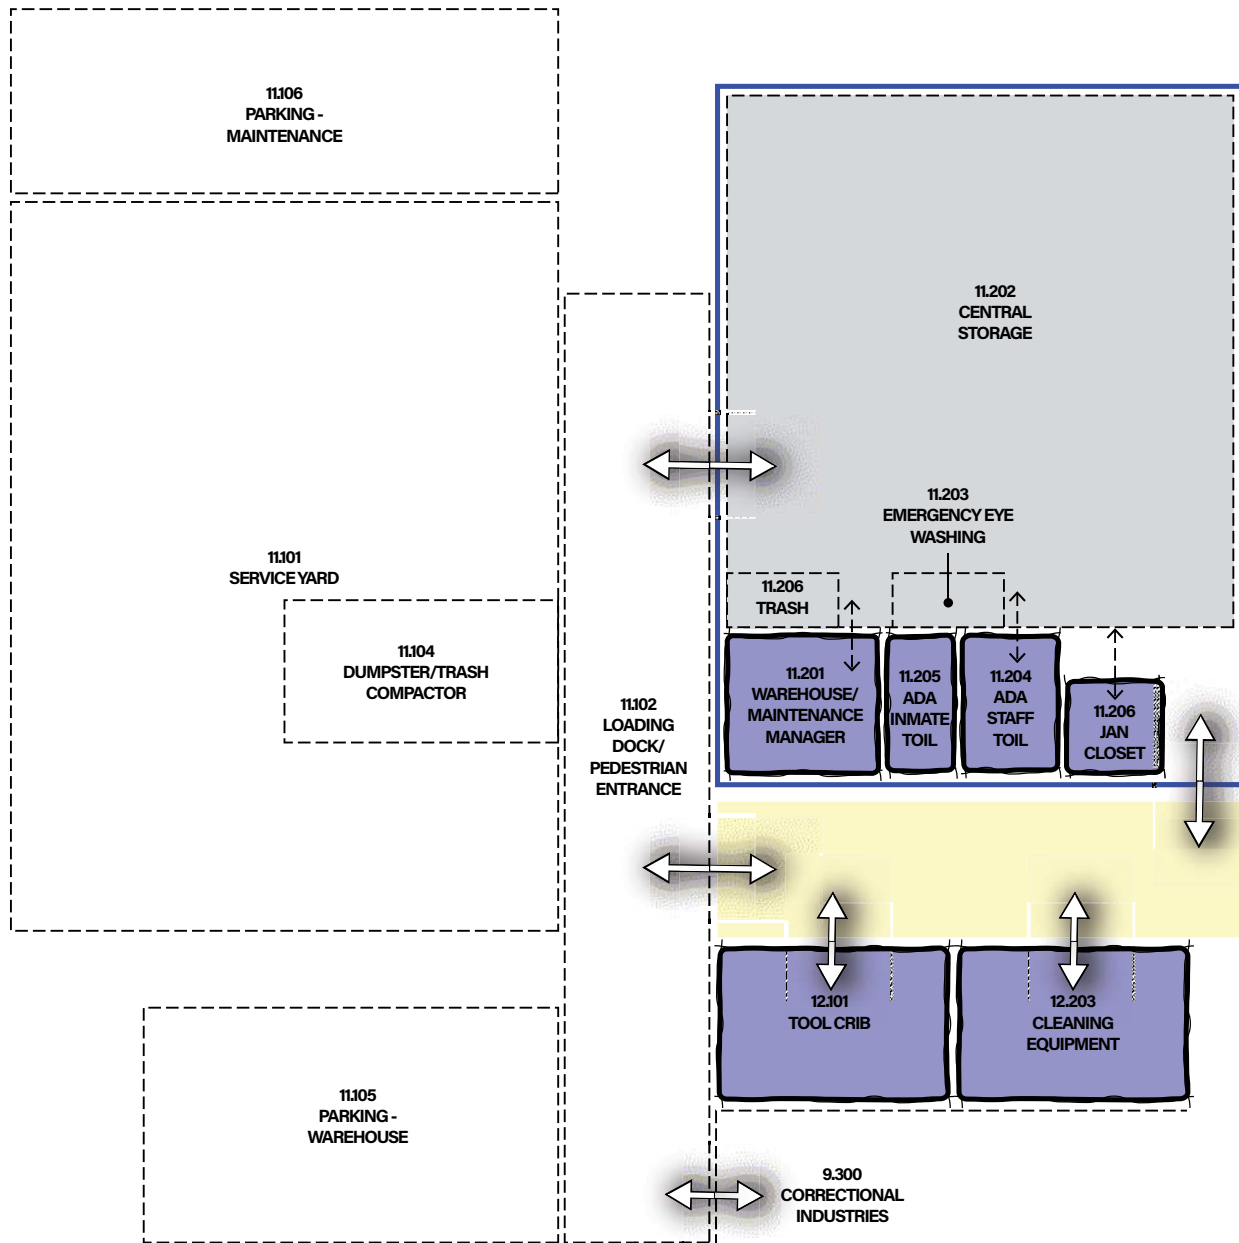 11.106
PARKING -
MAINTENANCE
11.202
CENTRAL
STORAGE
11.203
EMERGENCY EYE
WASHING
11.101
SERVICE YARD
11.206
TRASH
11.104
DUMPSTER/TRASH
COMPACTOR
11.102
LOADING
DOCK/
PEDESTRIAN
ENTRANCE
11.201
WAREHOUSE/
MAINTENANCE
MANAGER
11.205
ADA
INMATE
TOIL
11.204
ADA
STAFF
TOIL
11.206
JAN
CLOSET
12.101
TOOL CRIB
12.203
CLEANING
EQUIPMENT
11.105
PARKING -
WAREHOUSE
9.300
CORRECTIONAL
INDUSTRIES